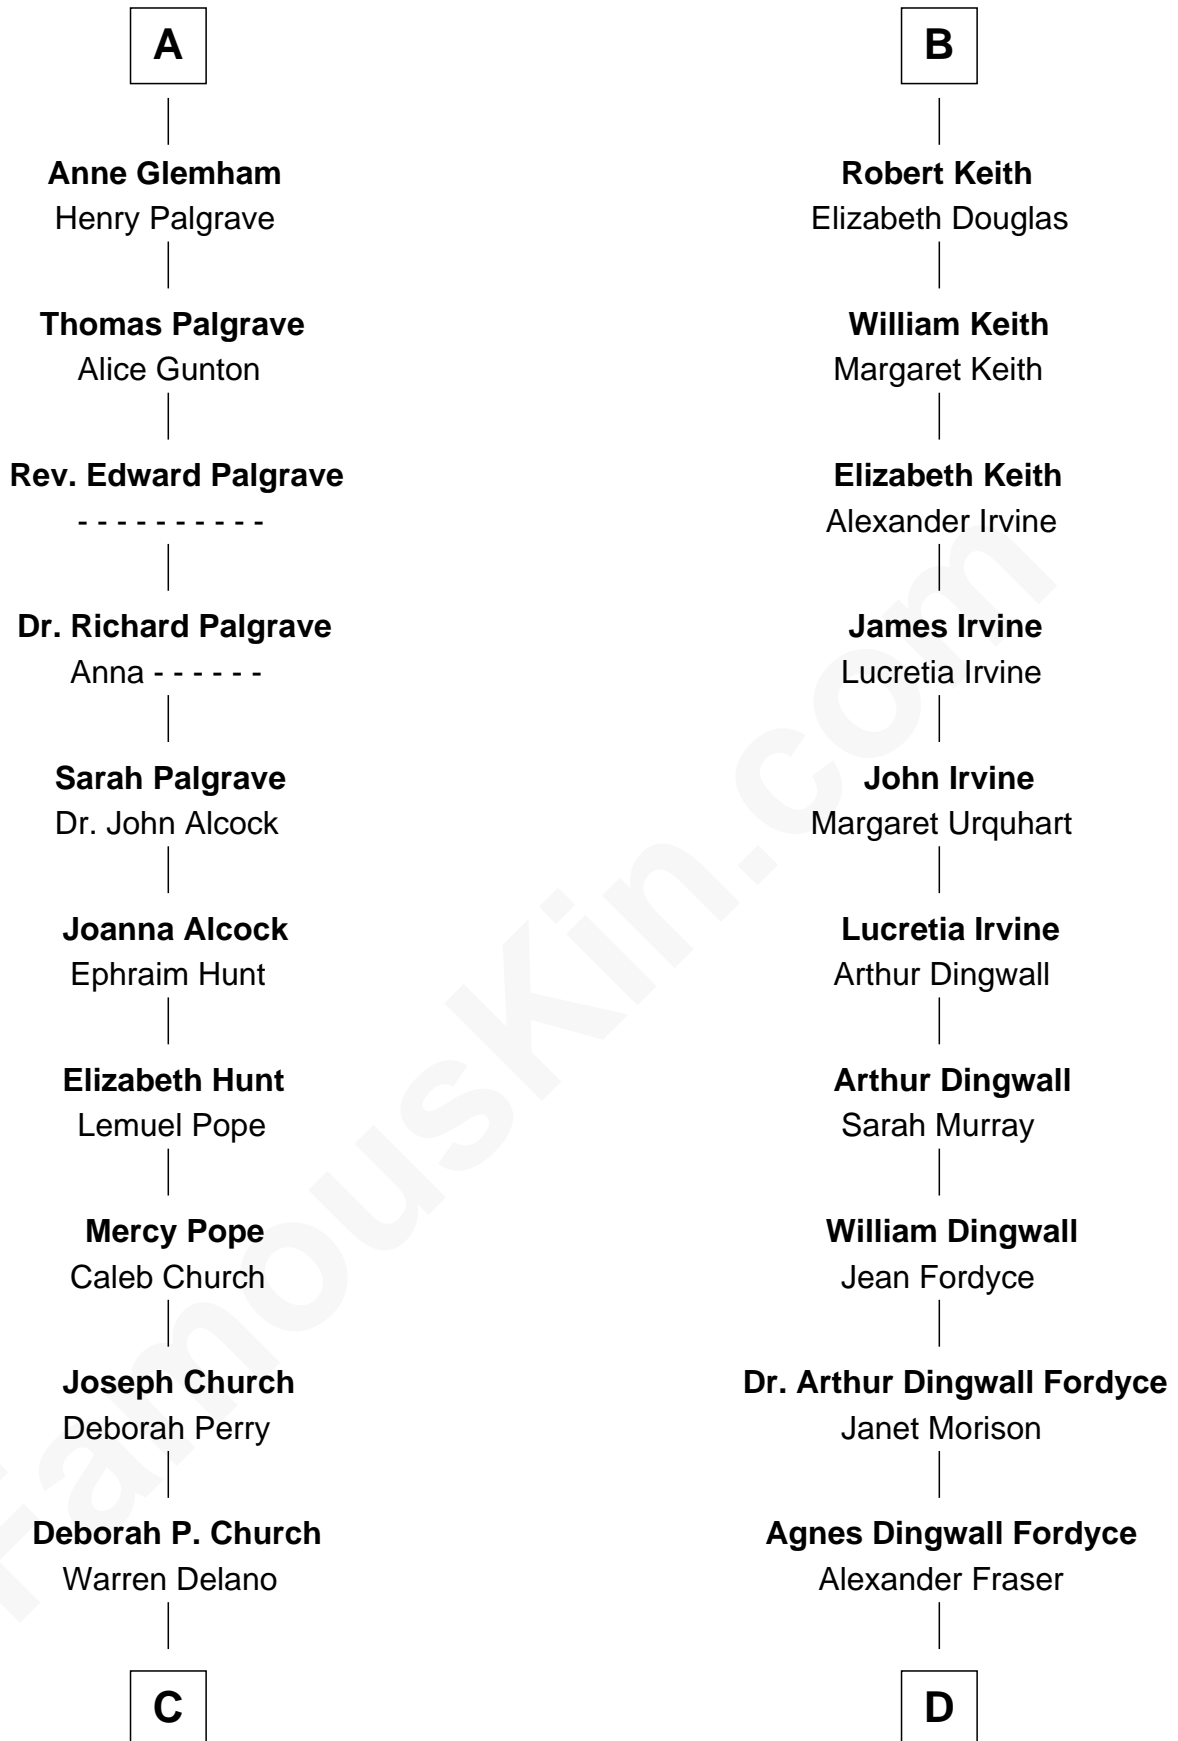 A
Anne Glemham
Henry Palgrave
Thomas Palgrave
Alice Gunton
Rev. Edward Palgrave
- - - - - - - - - -
Dr. Richard Palgrave
Anna - - - - - -
Sarah Palgrave
Dr. John Alcock
Joanna Alcock
Ephraim Hunt
Elizabeth Hunt
Lemuel Pope
Mercy Pope
Caleb Church
Joseph Church
Deborah Perry
Deborah P. Church
Warren Delano
C
B
Robert Keith
Elizabeth Douglas
William Keith
Margaret Keith
Elizabeth Keith
Alexander Irvine
James Irvine
Lucretia Irvine
John Irvine
Margaret Urquhart
Lucretia Irvine
Arthur Dingwall
Arthur Dingwall
Sarah Murray
William Dingwall
Jean Fordyce
Dr. Arthur Dingwall Fordyce
Janet Morison
Agnes Dingwall Fordyce
Alexander Fraser
D
FamousKin.com